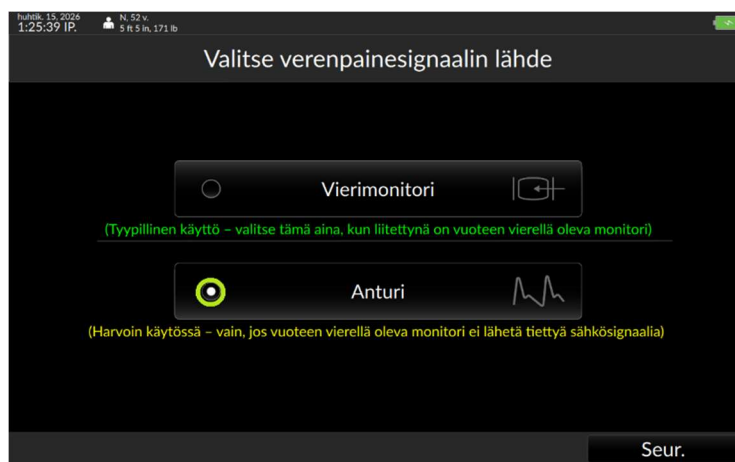 huhtik. 15, 2026
1:25:39 IP.
N, 52 v.
5 ft 5 in, 171 lb
Valitse verenpainesignaalin lähde
Vierimonitori
(Tyypillinen käyttö – valitse tämä aina, kun liitettynä on vuoteen vierellä oleva monitori)
Anturi
(Harvoin käytössä – vain, jos vuoteen vierellä oleva monitori ei lähetä tiettyä sähkösignaalia)
Seur.